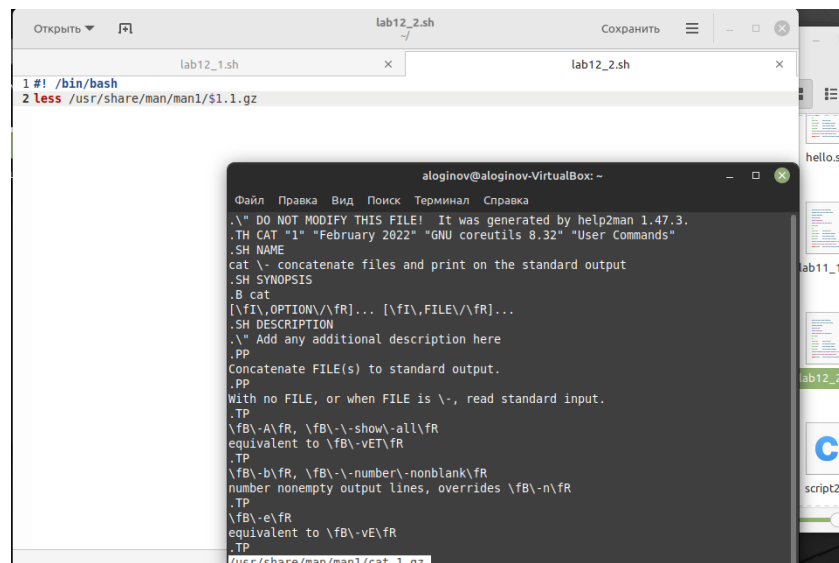 Открыть
lab12_2.sh
~/
Сохранить
lab12_1.sh
lab12_2.sh
1 #! /bin/bash
2 less /usr/share/man/man1/$1.1.gz
hello.s
lab11_1
lab12_2
script2
aloginov@aloginov-VirtualBox: ~
Файл Правка Вид Поиск Терминал Справка
.\" DO NOT MODIFY THIS FILE!  It was generated by help2man 1.47.3.
.TH CAT "1" "February 2022" "GNU coreutils 8.32" "User Commands"
.SH NAME
cat \- concatenate files and print on the standard output
.SH SYNOPSIS
.B cat
[\fI\,OPTION\/\fR]... [\fI\,FILE\/\fR]...
.SH DESCRIPTION
.\" Add any additional description here
.PP
Concatenate FILE(s) to standard output.
.PP
With no FILE, or when FILE is \-, read standard input.
.TP
\fB\-A\fR, \fB\-\-show\-all\fR
equivalent to \fB\-vET\fR
.TP
\fB\-b\fR, \fB\-\-number\-nonblank\fR
number nonempty output lines, overrides \fB\-n\fR
.TP
\fB\-e\fR
equivalent to \fB\-vE\fR
.TP
/usr/share/man/man1/cat.1.gz